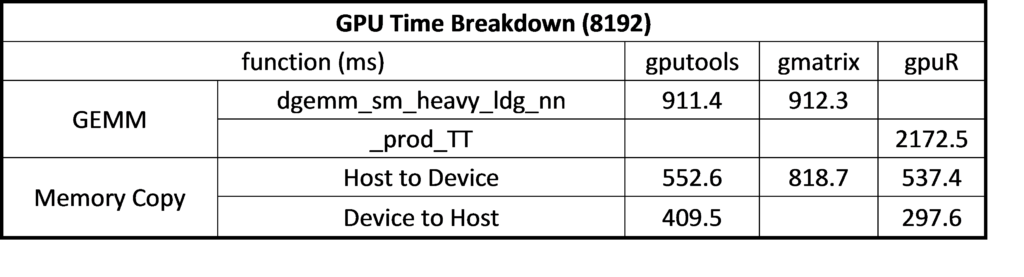 GPU Time Breakdown (8192)
function (ms) gputools gmatrix gpuR
GEMM
dgemm_sm_heavy_ldg_nn 911.4 912.3
_prod_TT 2172.5
Memory Copy
Host to Device 552.6 818.7 537.4
Device to Host 409.5 297.6